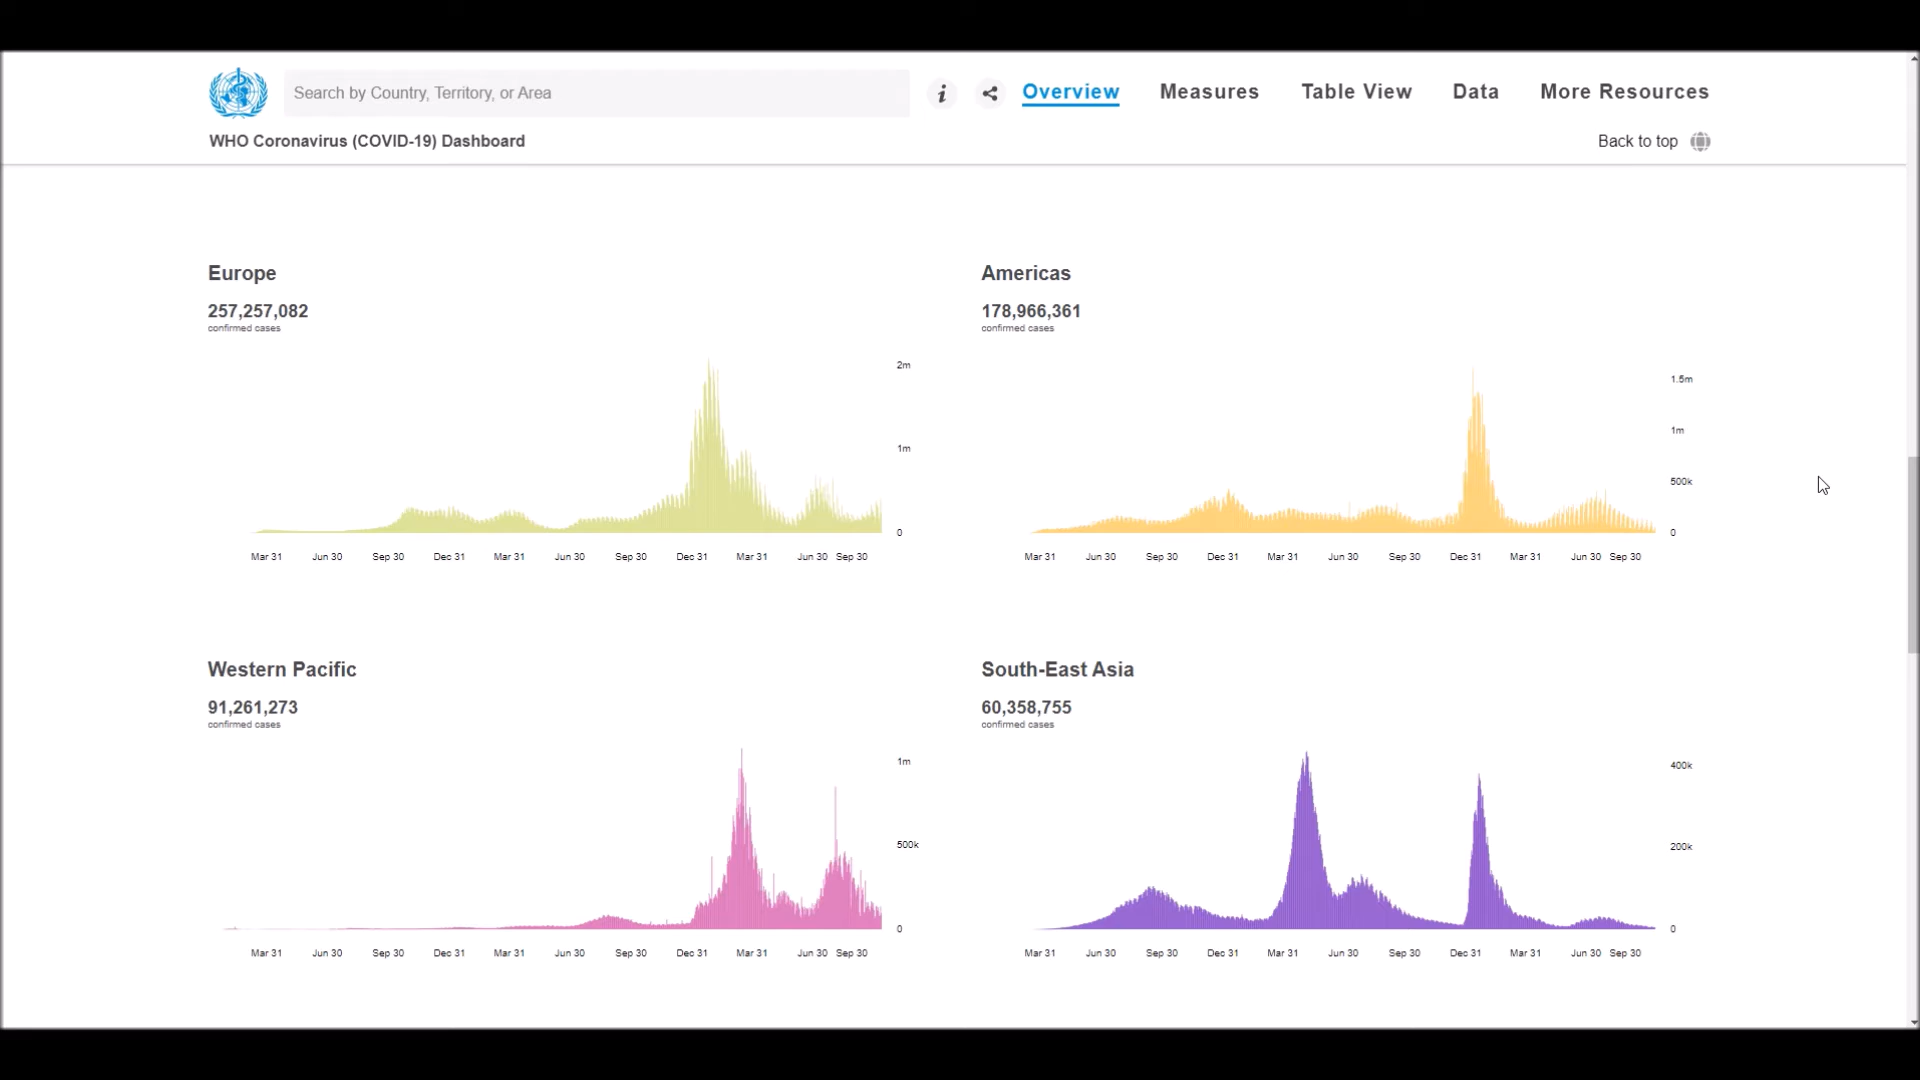 Search by Country, Territory, or Area
i
Overview
Measures
Table View
Data
More Resources
WHO Coronavirus (COVID-19) Dashboard
Back to top
Europe
257,257,082
confirmed cases
2m
1m
0
Mar 31 Jun 30 Sep 30 Dec 31 Mar 31 Jun 30 Sep 30 Dec 31 Mar 31 Jun 30 Sep 30
Americas
178,966,361
confirmed cases
1.5m
1m
500k
0
Mar 31 Jun 30 Sep 30 Dec 31 Mar 31 Jun 30 Sep 30 Dec 31 Mar 31 Jun 30 Sep 30
Western Pacific
91,261,273
confirmed cases
1m
500k
0
Mar 31 Jun 30 Sep 30 Dec 31 Mar 31 Jun 30 Sep 30 Dec 31 Mar 31 Jun 30 Sep 30
South-East Asia
60,358,755
confirmed cases
400k
200k
0
Mar 31 Jun 30 Sep 30 Dec 31 Mar 31 Jun 30 Sep 30 Dec 31 Mar 31 Jun 30 Sep 30